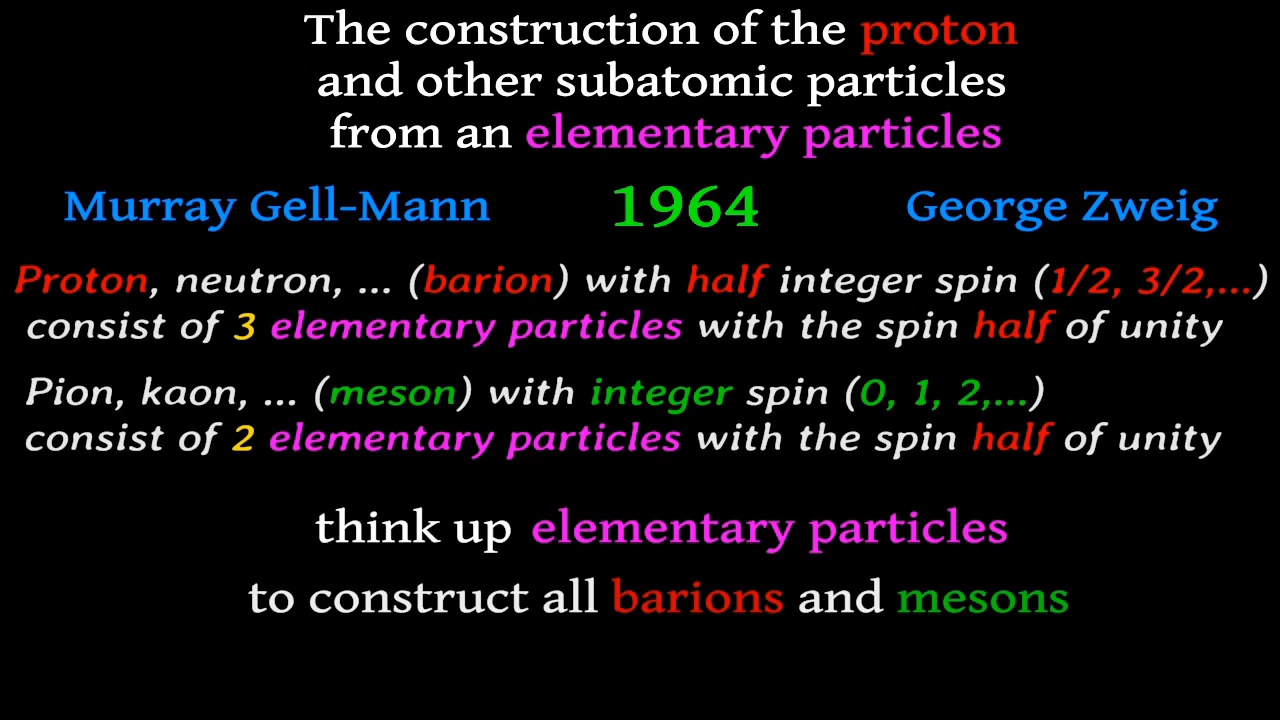 The construction of the proton
and other subatomic particles
from an elementary particles
Murray Gell-Mann 1964 George Zweig
Proton, neutron, ... (barion) with half integer spin (1/2, 3/2,...)
consist of 3 elementary particles with the spin half of unity
Pion, kaon, ... (meson) with integer spin (0, 1, 2,...)
consist of 2 elementary particles with the spin half of unity
think up elementary particles
to construct all barions and mesons